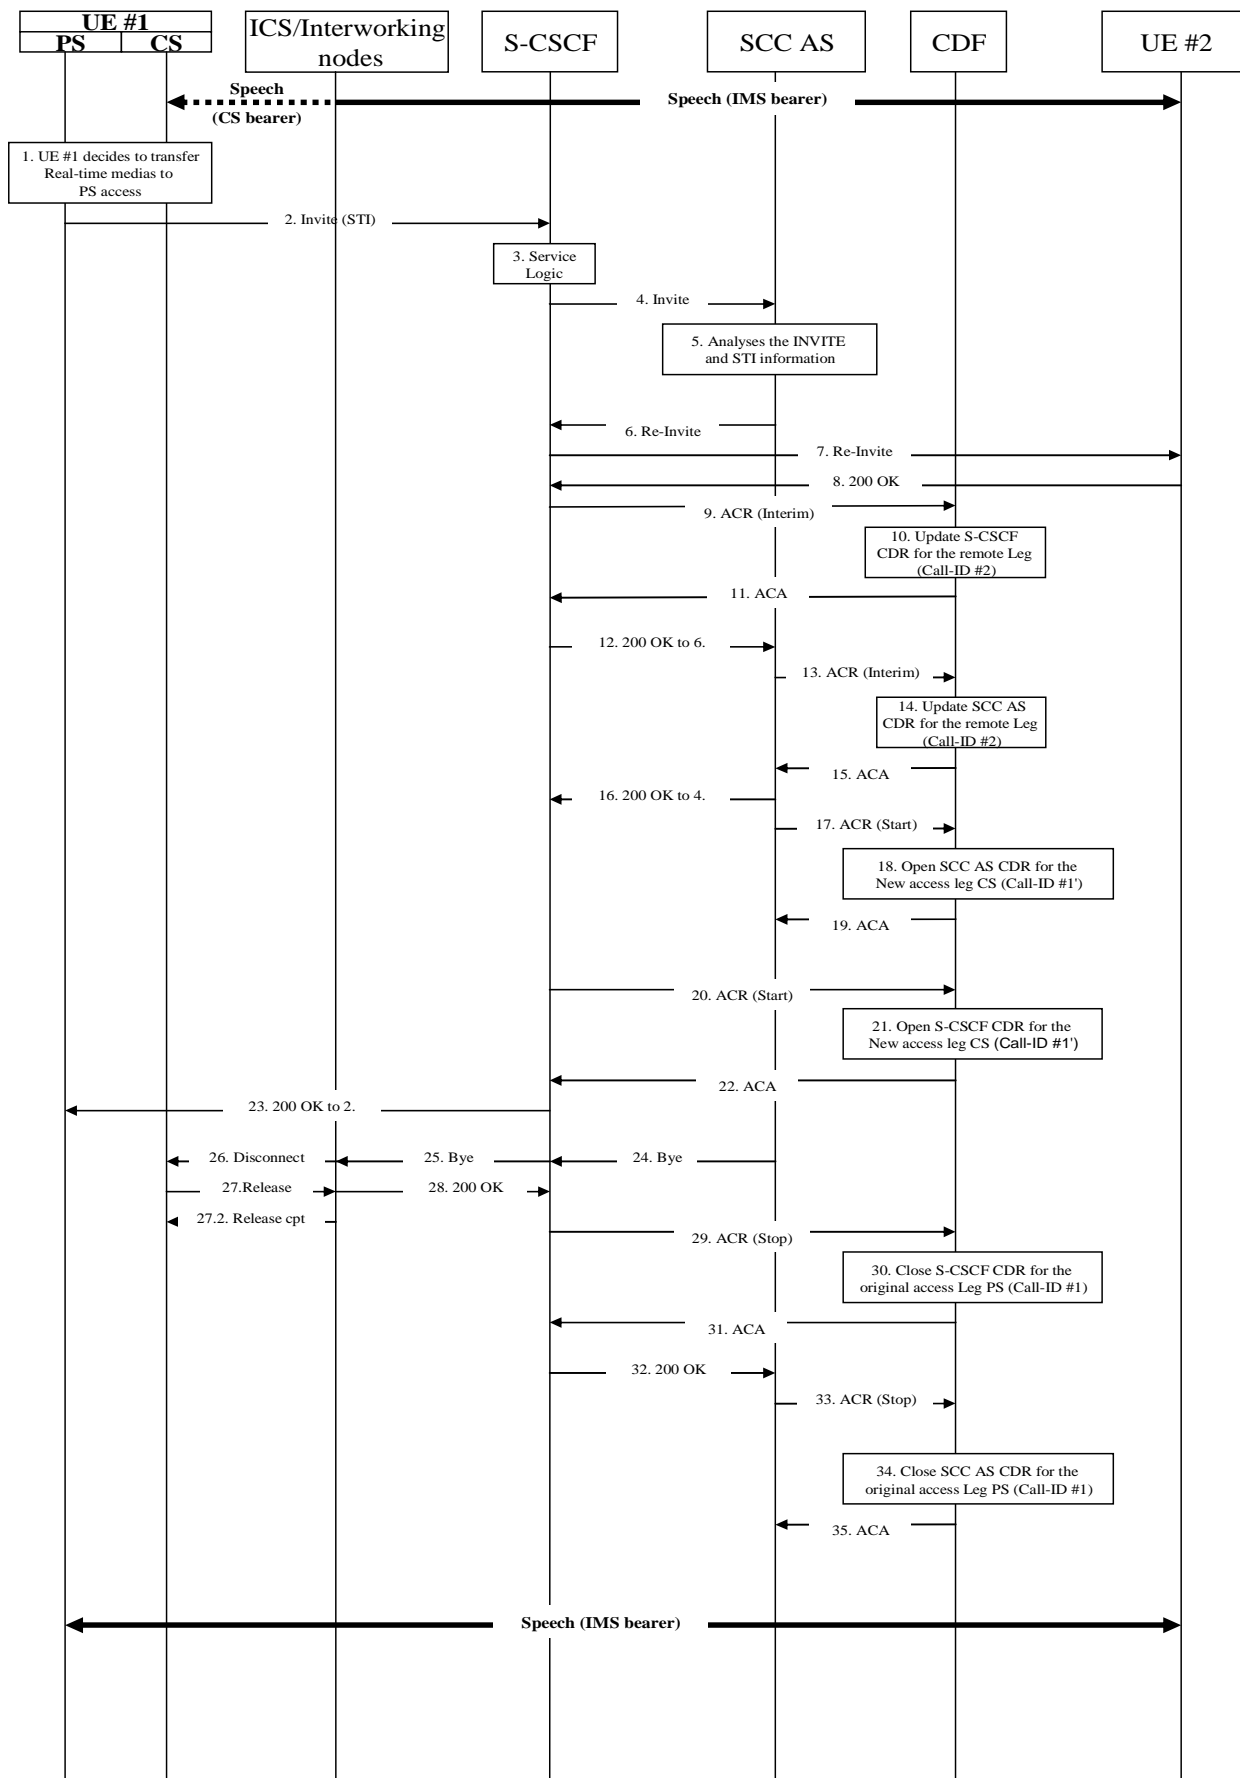 UE #1
PS CS
ICS/Interworking
nodes
S-CSCF
SCC AS
CDF
UE #2
Speech
(CS bearer)
Speech (IMS bearer)
1. UE #1 decides to transfer
Real-time medias to
PS access
2. Invite (STI)
3. Service
Logic
4. Invite
5. Analyses the INVITE
and STI information
6. Re-Invite
7. Re-Invite
8. 200 OK
9. ACR (Interim)
10. Update S-CSCF
CDR for the remote Leg
(Call-ID #2)
11. ACA
12. 200 OK to 6.
13. ACR (Interim)
14. Update SCC AS
CDR for the remote Leg
(Call-ID #2)
15. ACA
16. 200 OK to 4.
17. ACR (Start)
18. Open SCC AS CDR for the
New access leg CS (Call-ID #1')
19. ACA
20. ACR (Start)
21. Open S-CSCF CDR for the
New access leg CS (Call-ID #1')
22. ACA
23. 200 OK to 2.
26. Disconnect
25. Bye
24. Bye
27.Release
28. 200 OK
27.2. Release cpt
29. ACR (Stop)
30. Close S-CSCF CDR for the
original access Leg PS (Call-ID #1)
31. ACA
32. 200 OK
33. ACR (Stop)
34. Close SCC AS CDR for the
original access Leg PS (Call-ID #1)
35. ACA
Speech (IMS bearer)